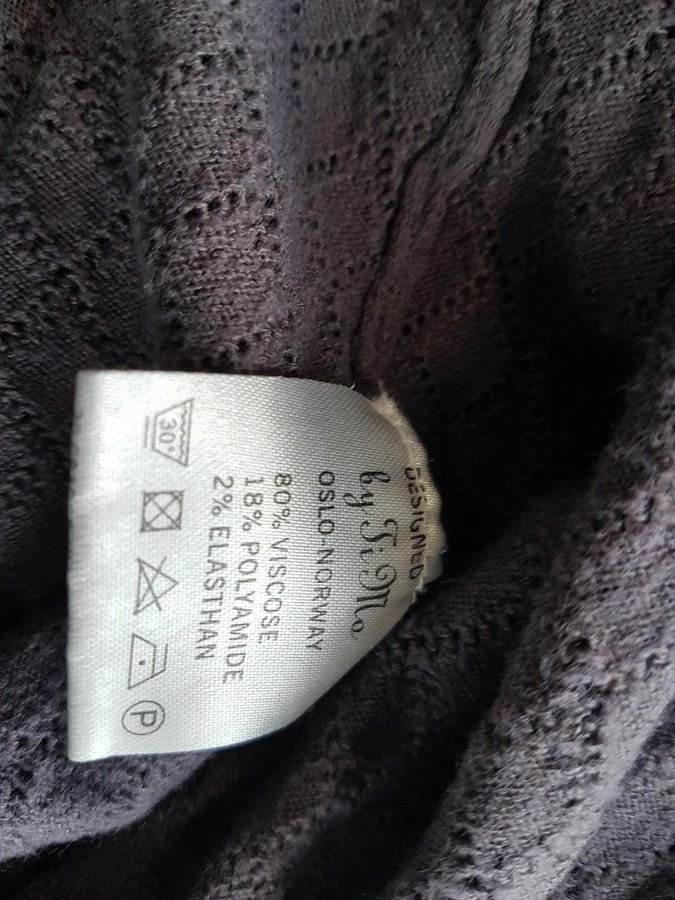 DESIGNED
by Ti Mo
OSLO-NORWAY
80% VISCOSE
18% POLYAMIDE
2% ELASTHAN
30°
P